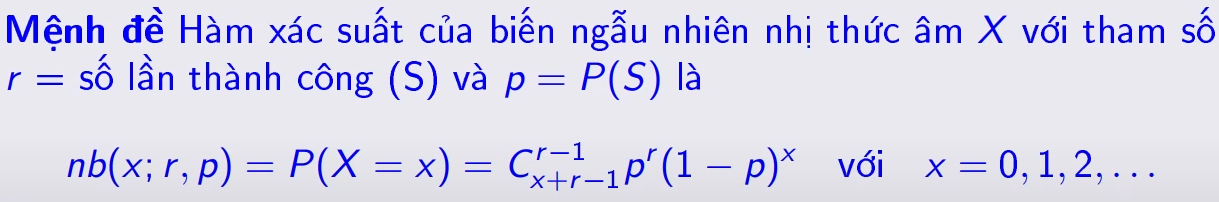 Mệnh đề Hàm xác suất của biến ngẫu nhiên nhị thức âm X với tham số
r = số lần thành công (S) và p = P(S) là
nb(x; r, p) = P(X = x) = C_{x+r−1}^{r−1} p^r (1 − p)^x với x = 0, 1, 2, . . .